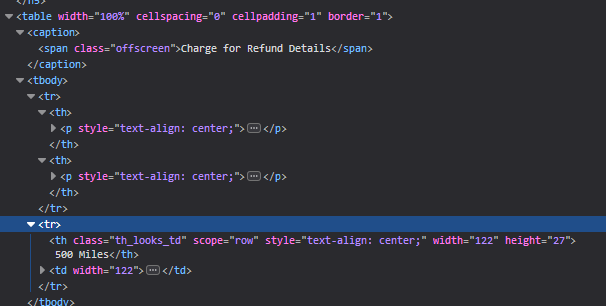 </h5>
<table width="100%" cellspacing="0" cellpadding="1" border="1">
<caption>
<span class="offscreen">Charge for Refund Details</span>
</caption>
<tbody>
<tr>
<th>
<p style="text-align: center;">···</p>
</th>
<th>
<p style="text-align: center;">···</p>
</th>
</tr>
<tr>
<th class="th_looks_td" scope="row" style="text-align: center;" width="122" height="27">
500 Miles</th>
<td width="122">···</td>
</tr>
</tbody>